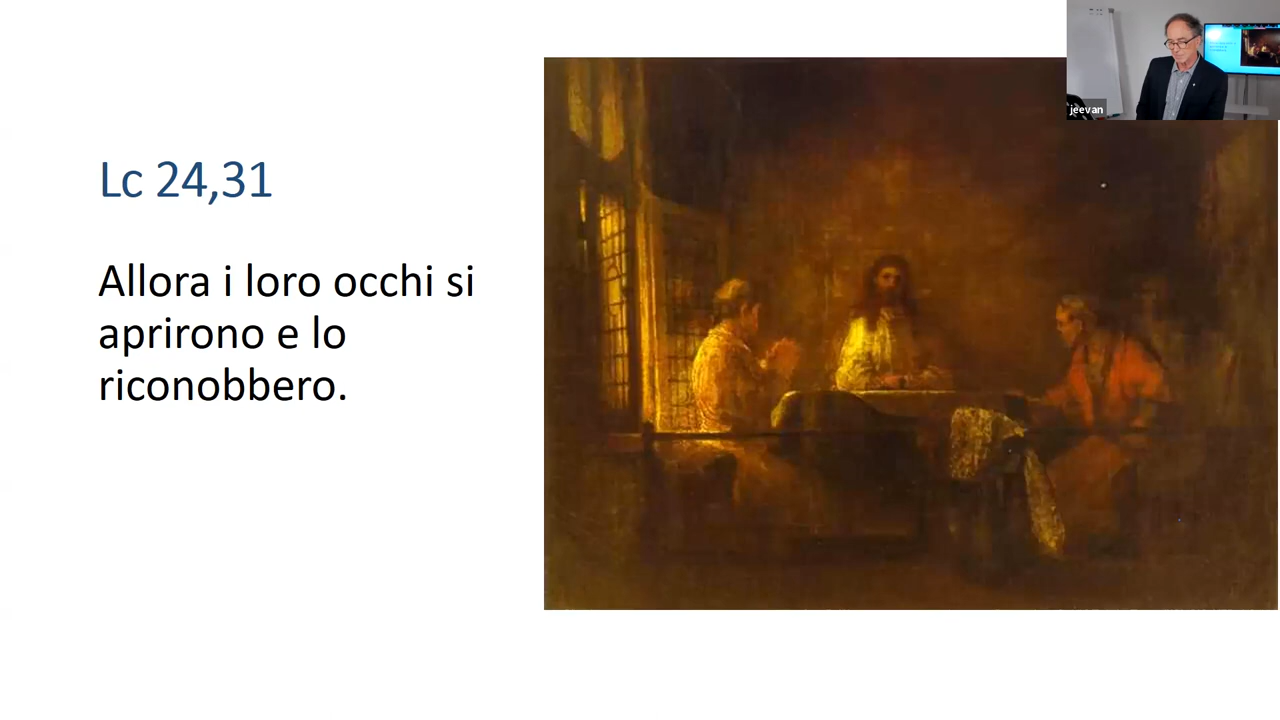 Lc 24,31
Allora i loro occhi si
aprirono e lo
riconobbero.
jeevan